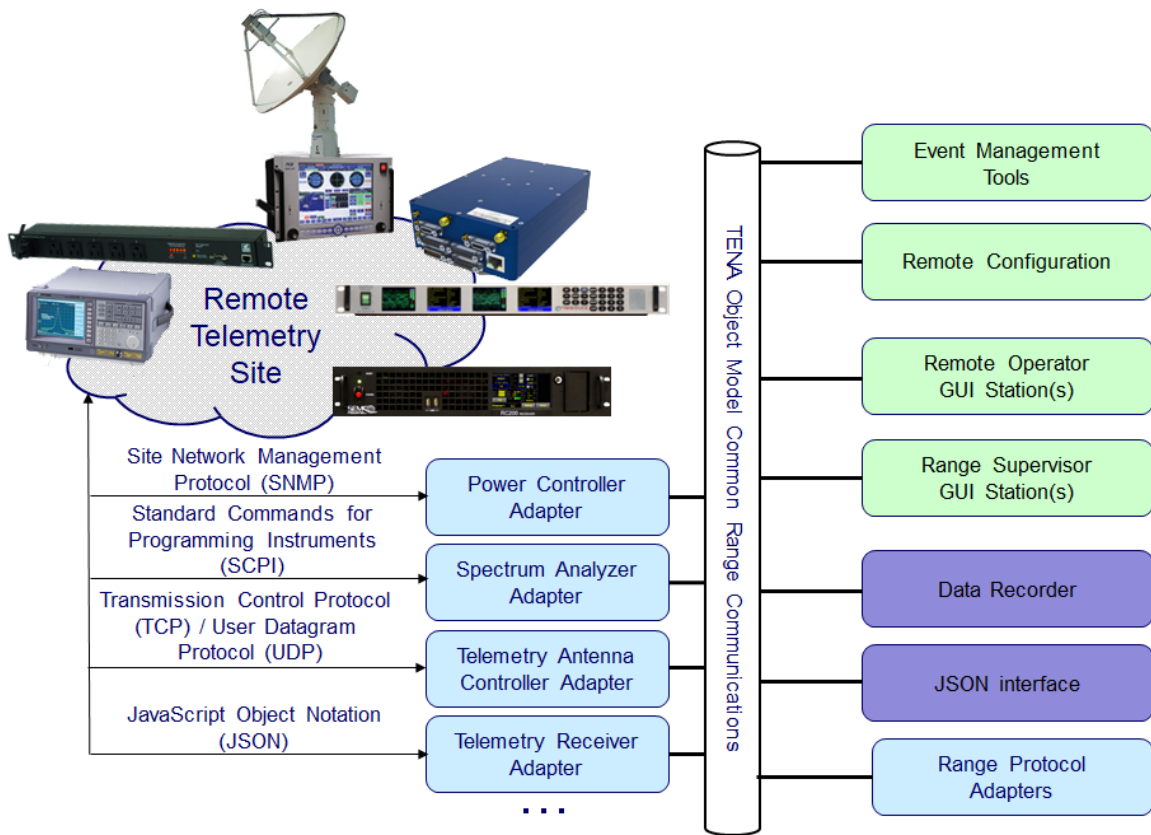 Remote
Telemetry
Site
RC200
Site Network Management
Protocol (SNMP)
Standard Commands for
Programming Instruments
(SCPI)
Transmission Control Protocol
(TCP) / User Datagram
Protocol (UDP)
JavaScript Object Notation
(JSON)
Power Controller
Adapter
Spectrum Analyzer
Adapter
Telemetry Antenna
Controller Adapter
Telemetry Receiver
Adapter
...
TENA Object Model Common Range Communications
Event Management
Tools
Remote Configuration
Remote Operator
GUI Station(s)
Range Supervisor
GUI Station(s)
Data Recorder
JSON interface
Range Protocol
Adapters